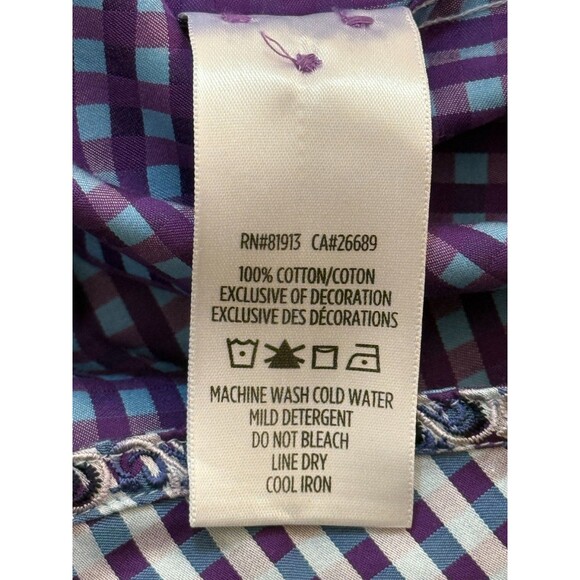 RN#81913 CA#26689
100% COTTON/COTON
EXCLUSIVE OF DECORATION
EXCLUSIVE DES DÉCORATIONS
MACHINE WASH COLD WATER
MILD DETERGENT
DO NOT BLEACH
LINE DRY
COOL IRON